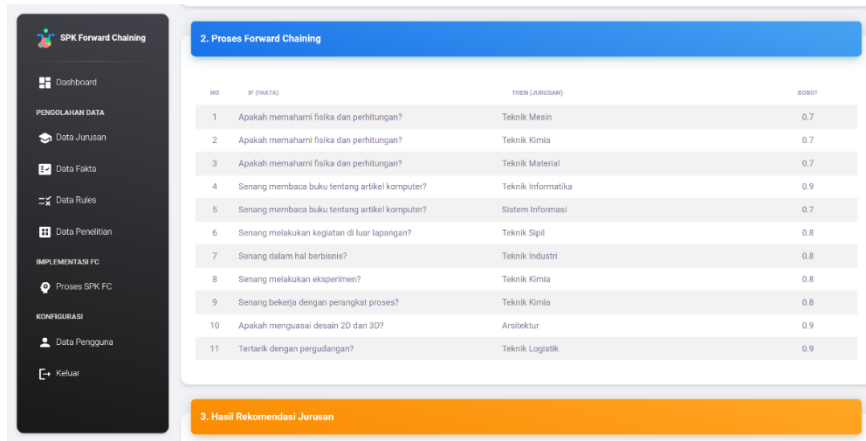 SPK Forward Chaining
Dashboard
PENGOLAHAN DATA
Data Jurusan
Data Fakta
Data Rules
Data Penelitian
IMPLEMENTASI FC
Proses SPK FC
KONFIGURASI
Data Pengguna
Keluar
2. Proses Forward Chaining
NO IF (FAKTA) THEN (JURUSAN) BOBOT
1 Apakah memahami fisika dan perhitungan? Teknik Mesin 0.7
2 Apakah memahami fisika dan perhitungan? Teknik Kimia 0.7
3 Apakah memahami fisika dan perhitungan? Teknik Material 0.7
4 Senang membaca buku tentang artikel komputer? Teknik Informatika 0.9
5 Senang membaca buku tentang artikel komputer? Sistem Informasi 0.7
6 Senang melakukan kegiatan di luar lapangan? Teknik Sipil 0.8
7 Senang dalam hal berbisnis? Teknik Industri 0.8
8 Senang melakukan eksperimen? Teknik Kimia 0.8
9 Senang bekerja dengan perangkat proses? Teknik Kimia 0.8
10 Apakah menguasai desain 2D dan 3D? Arsitektur 0.9
11 Tertarik dengan pergudangan? Teknik Logistik 0.9
3. Hasil Rekomendasi Jurusan